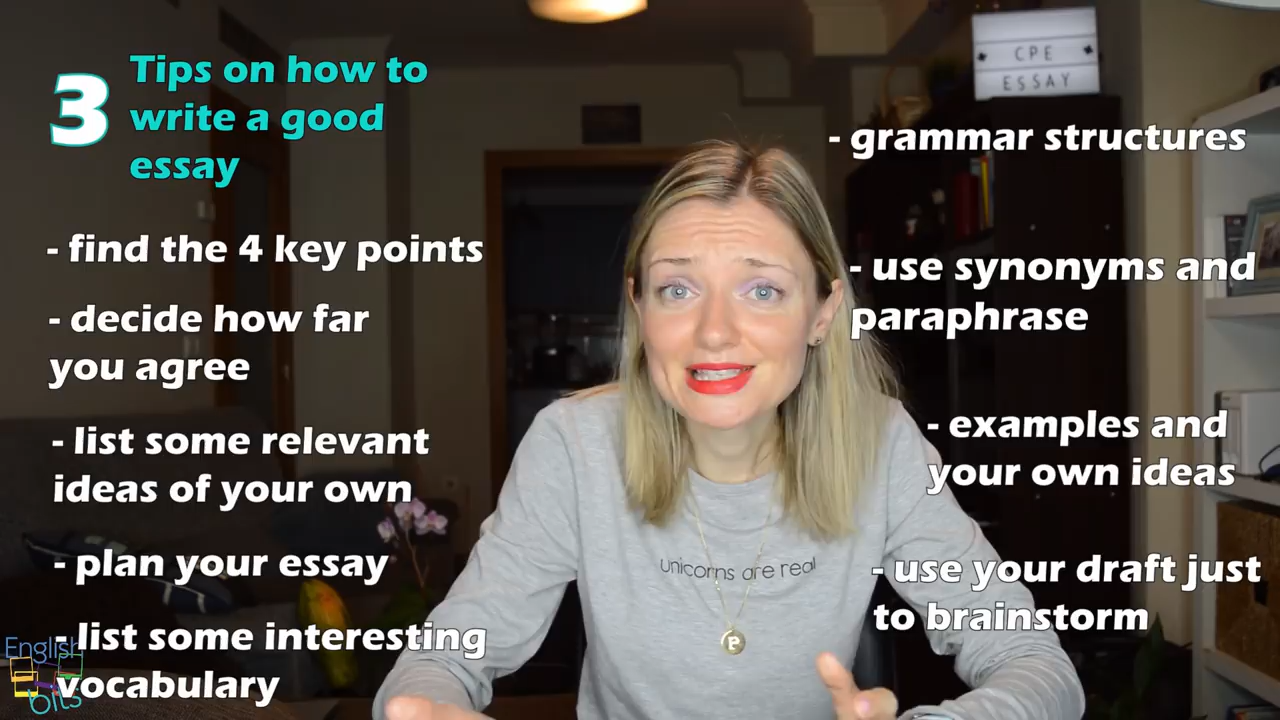 3
Tips on how to
write a good
essay
- find the 4 key points
- decide how far
you agree
- list some relevant
ideas of your own
- plan your essay
- list some interesting
vocabulary
CPE
ESSAY
- grammar structures
- use synonyms and
paraphrase
- examples and
your own ideas
- use your draft just
to brainstorm
unicorns are real
P
English
bits